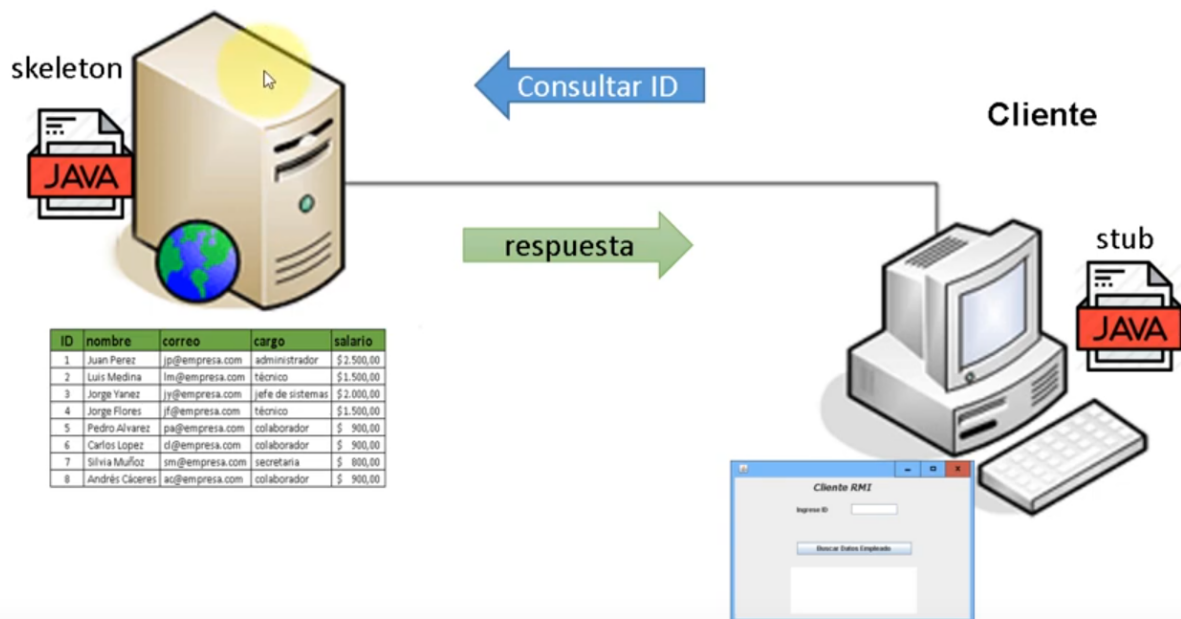 skeleton
JAVA
Consultar ID
Cliente
respuesta
stub
JAVA
ID nombre correo cargo salario
1 Juan Perez jp@empresa.com administrador $2.500,00
2 Luis Medina lm@empresa.com técnico $1.500,00
3 Jorge Yanez jy@empresa.com jefe de sistemas $2.000,00
4 Jorge Flores jf@empresa.com técnico $1.500,00
5 Pedro Alvarez pa@empresa.com colaborador $ 900,00
6 Carlos Lopez cl@empresa.com colaborador $ 900,00
7 Silvia Muñoz sm@empresa.com secretaria $ 800,00
8 Andrés Cáceres ac@empresa.com colaborador $ 900,00
Cliente RMI
Ingrese ID
Buscar Datos Empleado